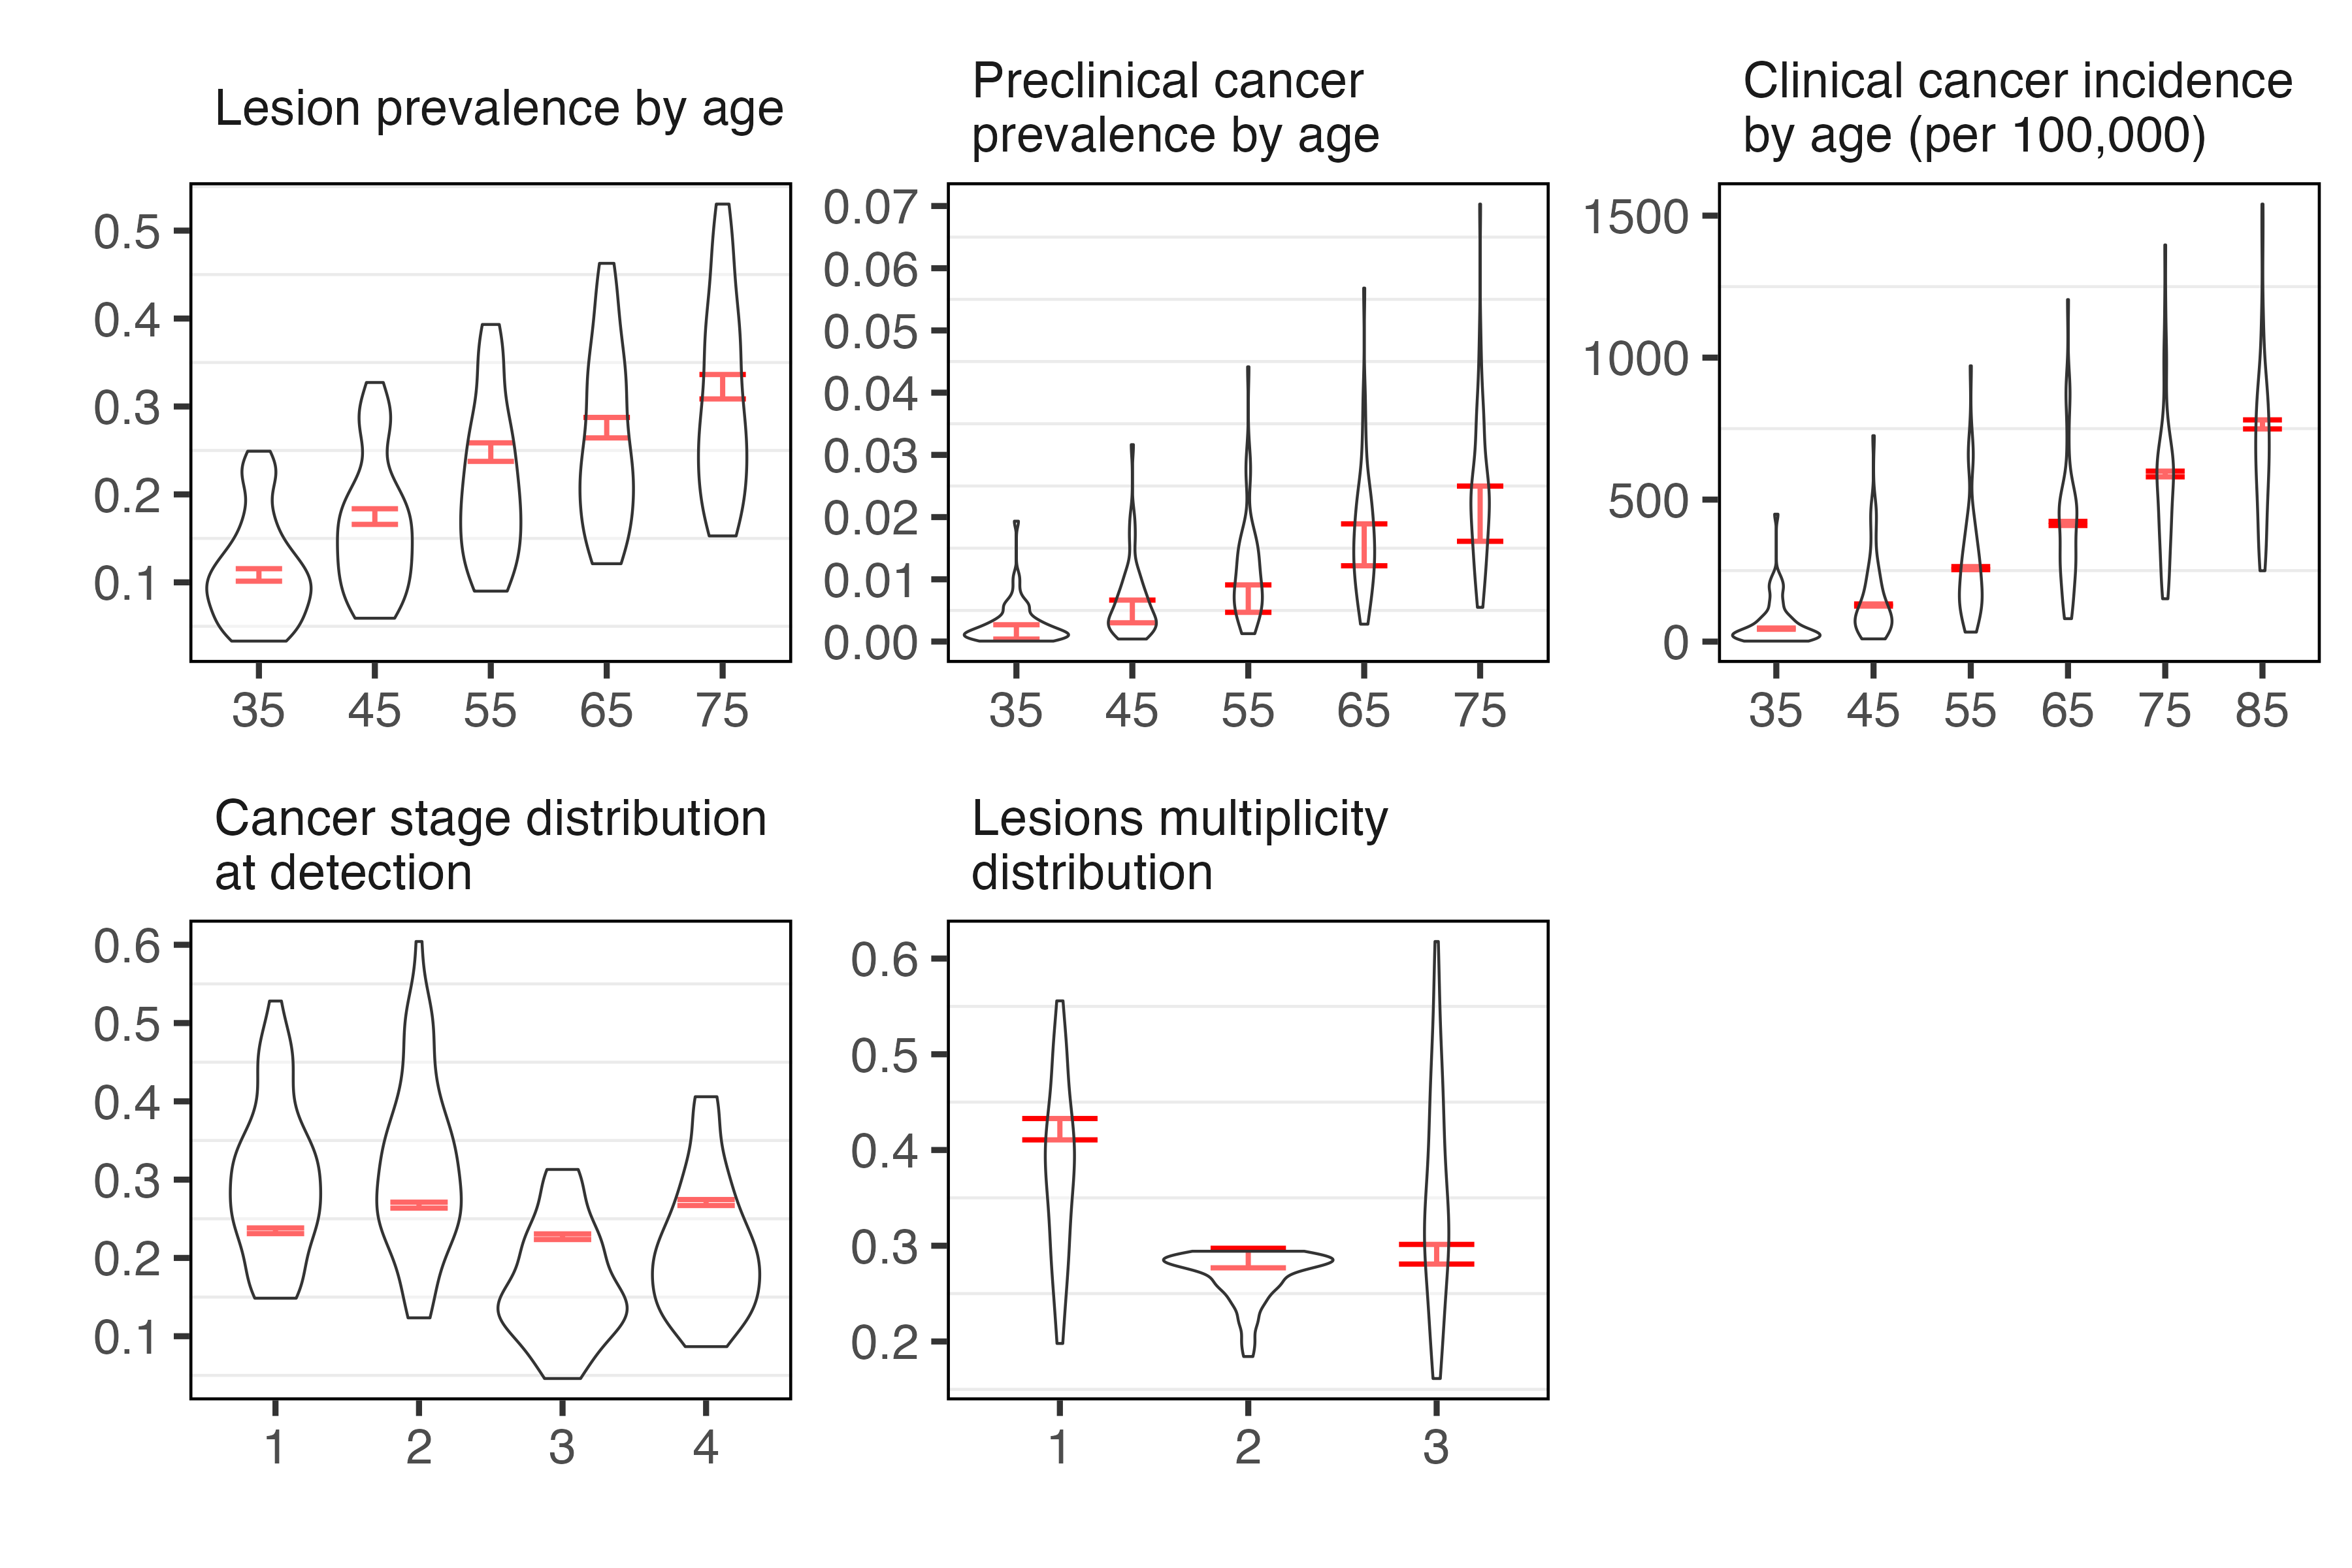 Lesion prevalence by age
0.5
0.4
0.3
0.2
0.1
35 45 55 65 75
Preclinical cancer
prevalence by age
0.07
0.06
0.05
0.04
0.03
0.02
0.01
0.00
35 45 55 65 75
Clinical cancer incidence
by age (per 100,000)
1500
1000
500
0
35 45 55 65 75 85
Cancer stage distribution
at detection
0.6
0.5
0.4
0.3
0.2
0.1
1 2 3 4
Lesions multiplicity
distribution
0.6
0.5
0.4
0.3
0.2
1 2 3